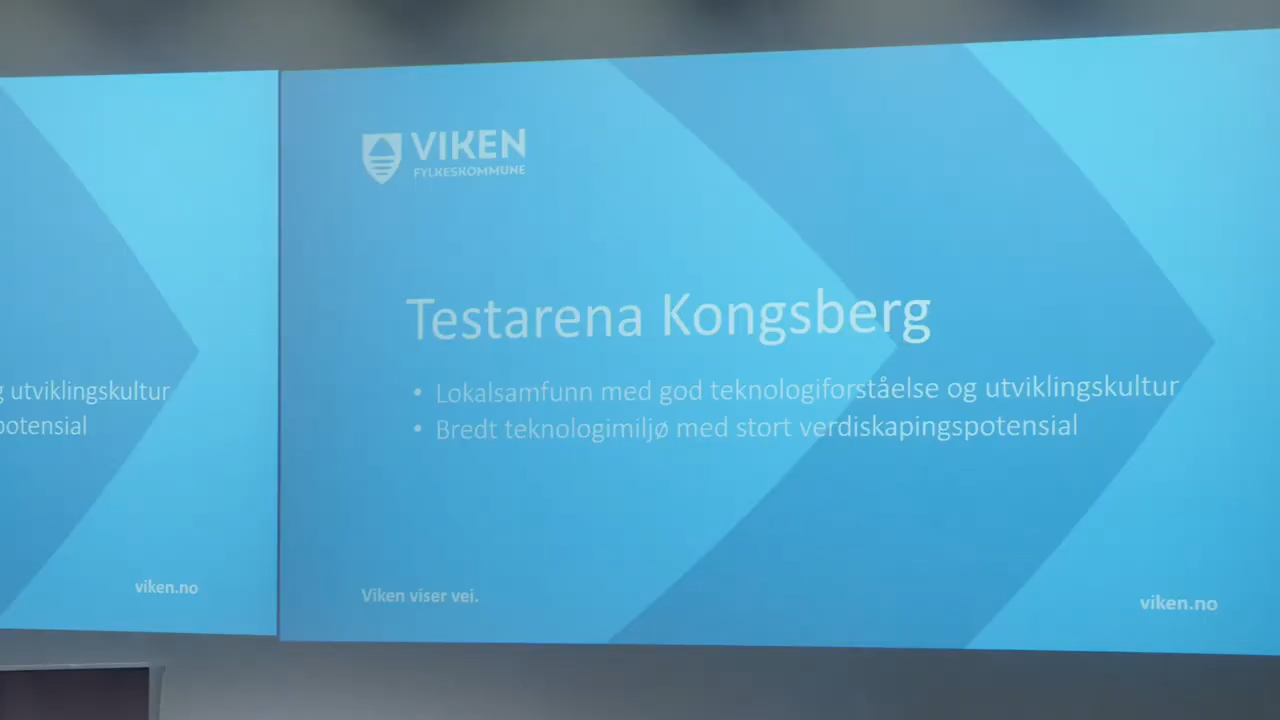 utviklingskultur
potensial
viken.no
VIKEN
FYLKESKOMMUNE
Testarena Kongsberg
• Lokalsamfunn med god teknologiforståelse og utviklingskultur
• Bredt teknologimiljø med stort verdiskapingspotensial
Viken viser vei.
viken.no